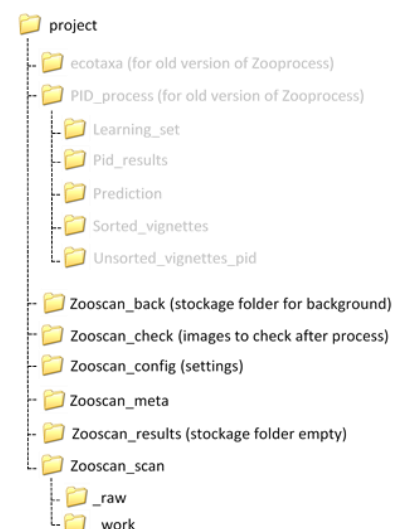 project
ecotaxa (for old version of Zooprocess)
PID_process (for old version of Zooprocess)
Learning_set
Pid_results
Prediction
Sorted_vignettes
Unsorted_vignettes_pid
Zooscan_back (stockage folder for background)
Zooscan_check (images to check after process)
Zooscan_config (settings)
Zooscan_meta
Zooscan_results (stockage folder empty)
Zooscan_scan
_raw
_work